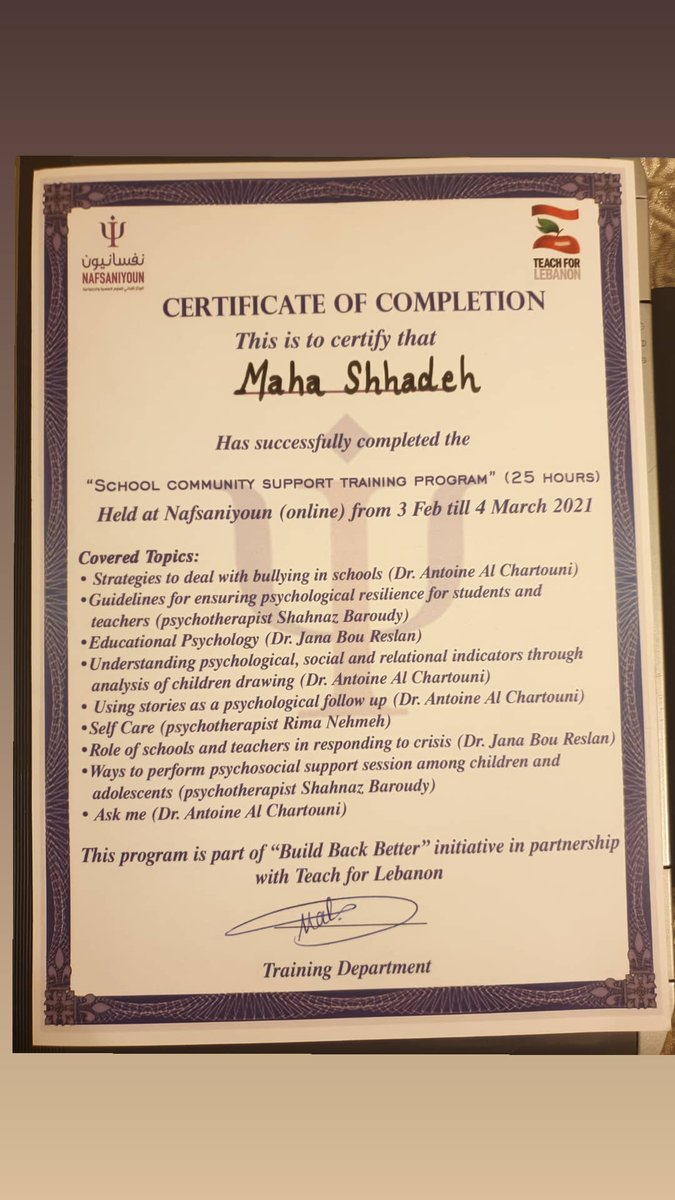 نفسانيون
NAFSANIYOUN
TEACH FOR
LEBANON
CERTIFICATE OF COMPLETION
This is to certify that
Maha Shhadeh
Has successfully completed the
“SCHOOL COMMUNITY SUPPORT TRAINING PROGRAM” (25 HOURS)
Held at Nafsaniyoun (online) from 3 Feb till 4 March 2021
Covered Topics:
• Strategies to deal with bullying in schools (Dr. Antoine Al Chartouni)
•Guidelines for ensuring psychological resilience for students and
teachers (psychotherapist Shahnaz Baroudy)
•Educational Psychology (Dr. Jana Bou Reslan)
•Understanding psychological, social and relational indicators through
analysis of children drawing (Dr. Antoine Al Chartouni)
• Using stories as a psychological follow up (Dr. Antoine Al Chartouni)
•Self Care (psychotherapist Rima Nehmeh)
•Role of schools and teachers in responding to crisis (Dr. Jana Bou Reslan)
•Ways to perform psychosocial support session among children and
adolescents (psychotherapist Shahnaz Baroudy)
• Ask me (Dr. Antoine Al Chartouni)
This program is part of “Build Back Better” initiative in partnership
with Teach for Lebanon
Training Department